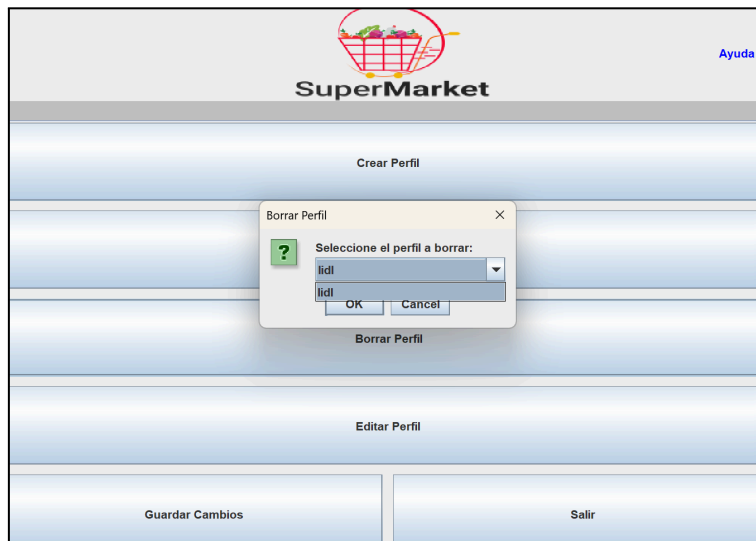 SuperMarket
Ayuda
Crear Perfil
Borrar Perfil
?
Seleccione el perfil a borrar:
lidl
lidl
OK
Cancel
Borrar Perfil
Editar Perfil
Guardar Cambios
Salir